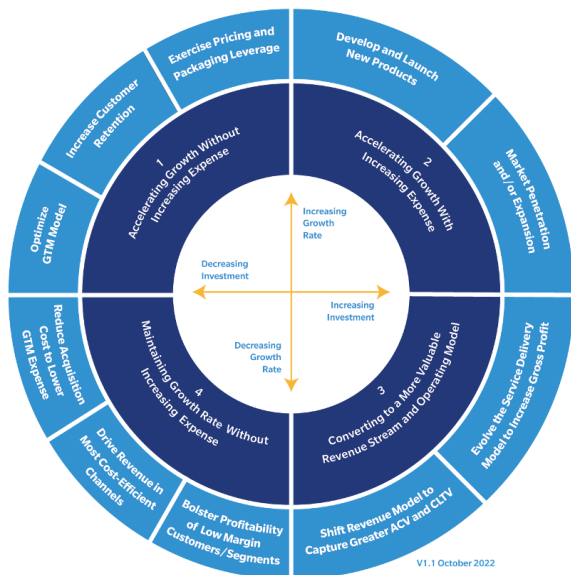 Exercise Pricing and
Packaging Leverage
Develop and Launch
New Products
Increase Customer
Retention
Market Penetration
and/or Expansion
Optimize
GTM Model
1
Accelerating Growth Without
Increasing Expense
2
Accelerating Growth With
Increasing Expense
Increasing
Growth
Rate
Decreasing
Investment
Increasing
Investment
Decreasing
Growth
Rate
Maintaining Growth Rate Without
Increasing Expense
4
Converting to a More Valuable
Revenue Stream and Operating Model
3
Reduce Acquisition
Cost to Lower
GTM Expense
Evolve the Service Delivery
Model to Increase Gross Profit
Drive Revenue in
Most Cost-Efficient
Channels
Bolster Profitability
of Low Margin
Customers/Segments
Shift Revenue Model to
Capture Greater ACV and CLTV
V1.1 October 2022